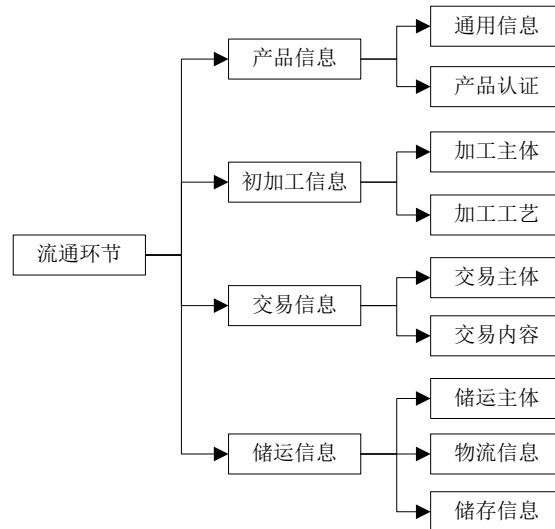 流通环节
产品信息
通用信息
产品认证
初加工信息
加工主体
加工工艺
交易信息
交易主体
交易内容
储运信息
储运主体
物流信息
储存信息